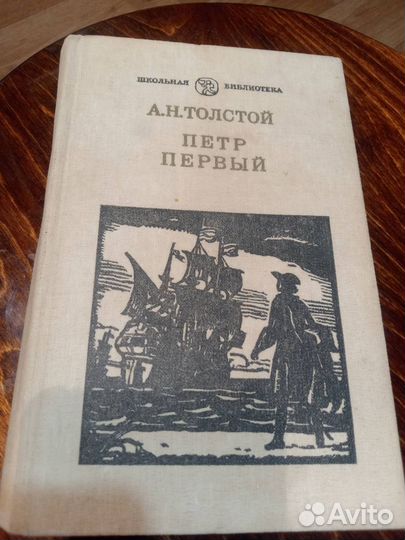 ШКОЛЬНАЯ БИБЛИОТЕКА
А.Н.ТОЛСТОЙ
ПЕТР
ПЕРВЫЙ
Avito